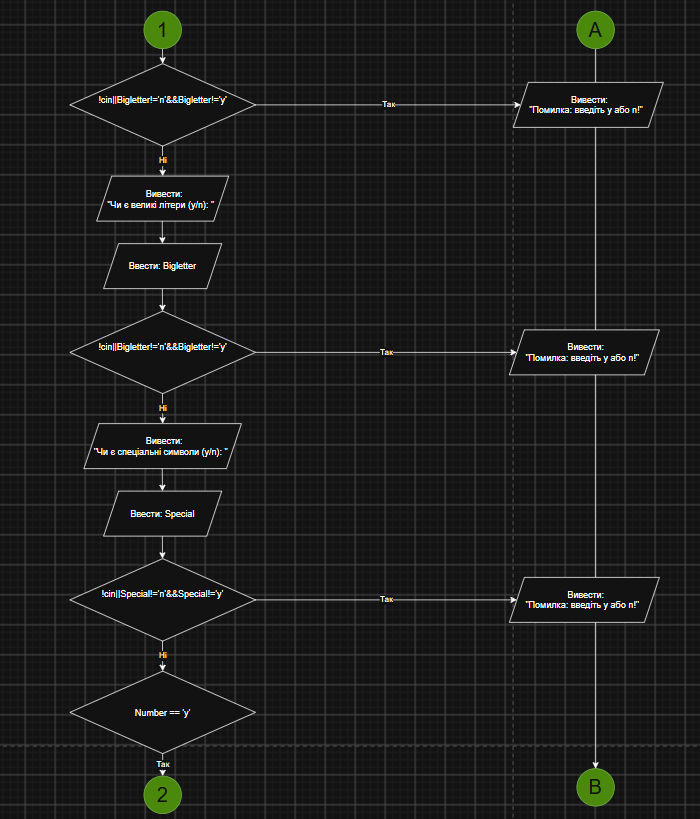 1
A
!cin||Bigletter!='n'&&Bigletter!='y'
Так
Вивести:
"Помилка: введіть y або n!"
Ні
Вивести:
"Чи є великі літери (y/n): "
Ввести: Bigletter
!cin||Bigletter!='n'&&Bigletter!='y'
Так
Вивести:
"Помилка: введіть y або n!"
Ні
Вивести:
"Чи є спеціальні символи (y/n): "
Ввести: Special
!cin||Special!='n'&&Special!='y'
Так
Вивести:
"Помилка: введіть y або n!"
Ні
Number == 'y'
Так
2
B